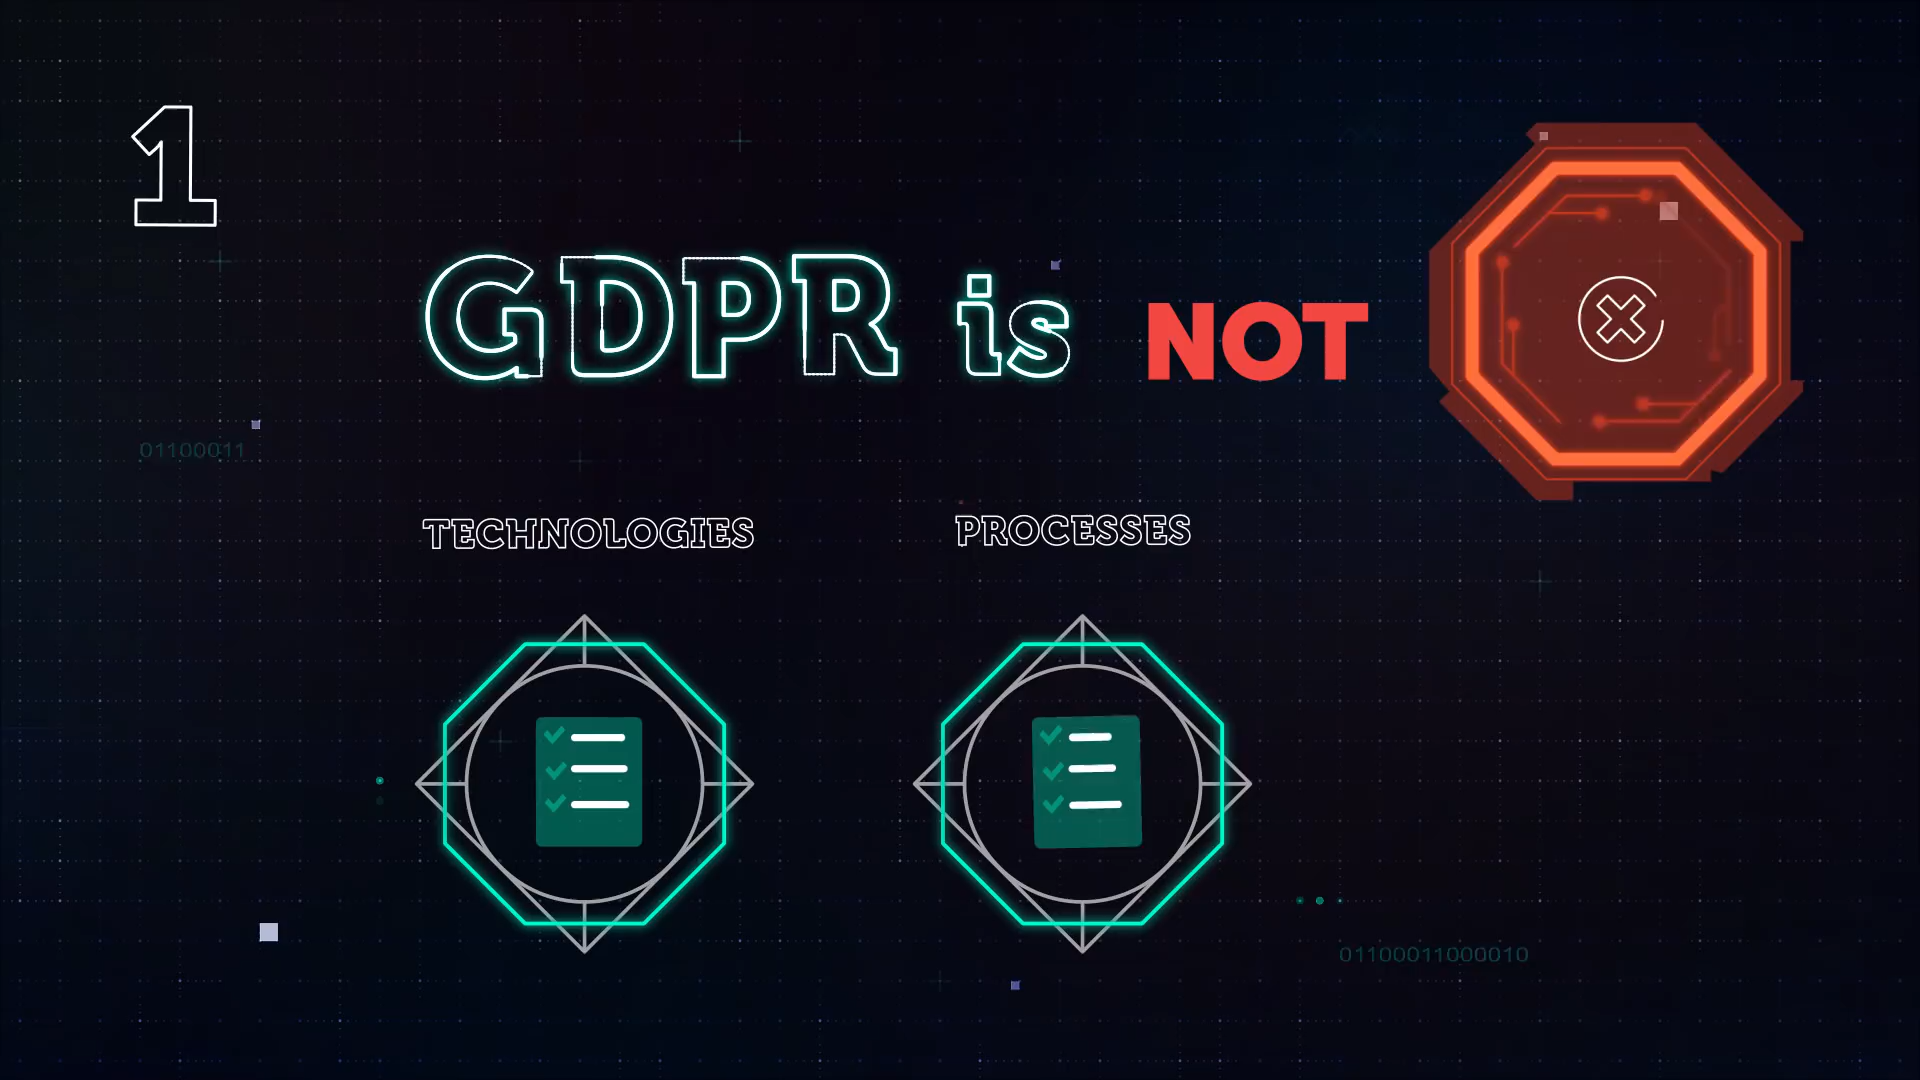 1
GDPR is NOT
01100011
TECHNOLOGIES
PROCESSES
01100011000010